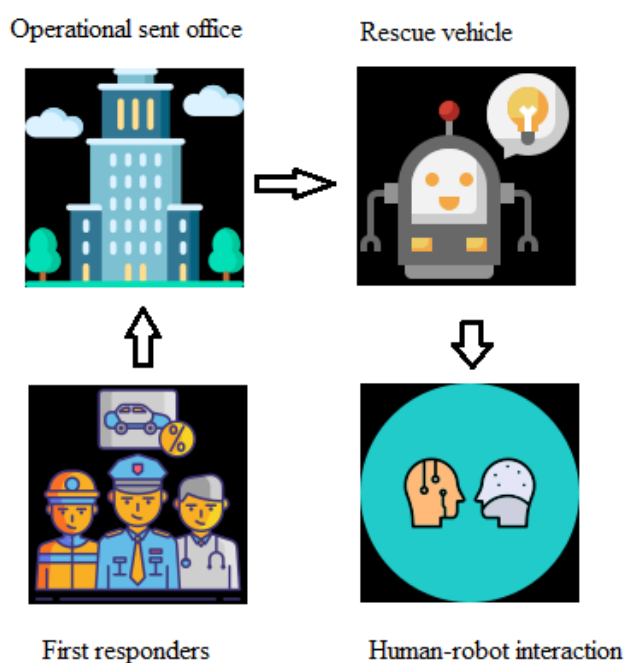 Operational sent office
Rescue vehicle
%
First responders
Human-robot interaction